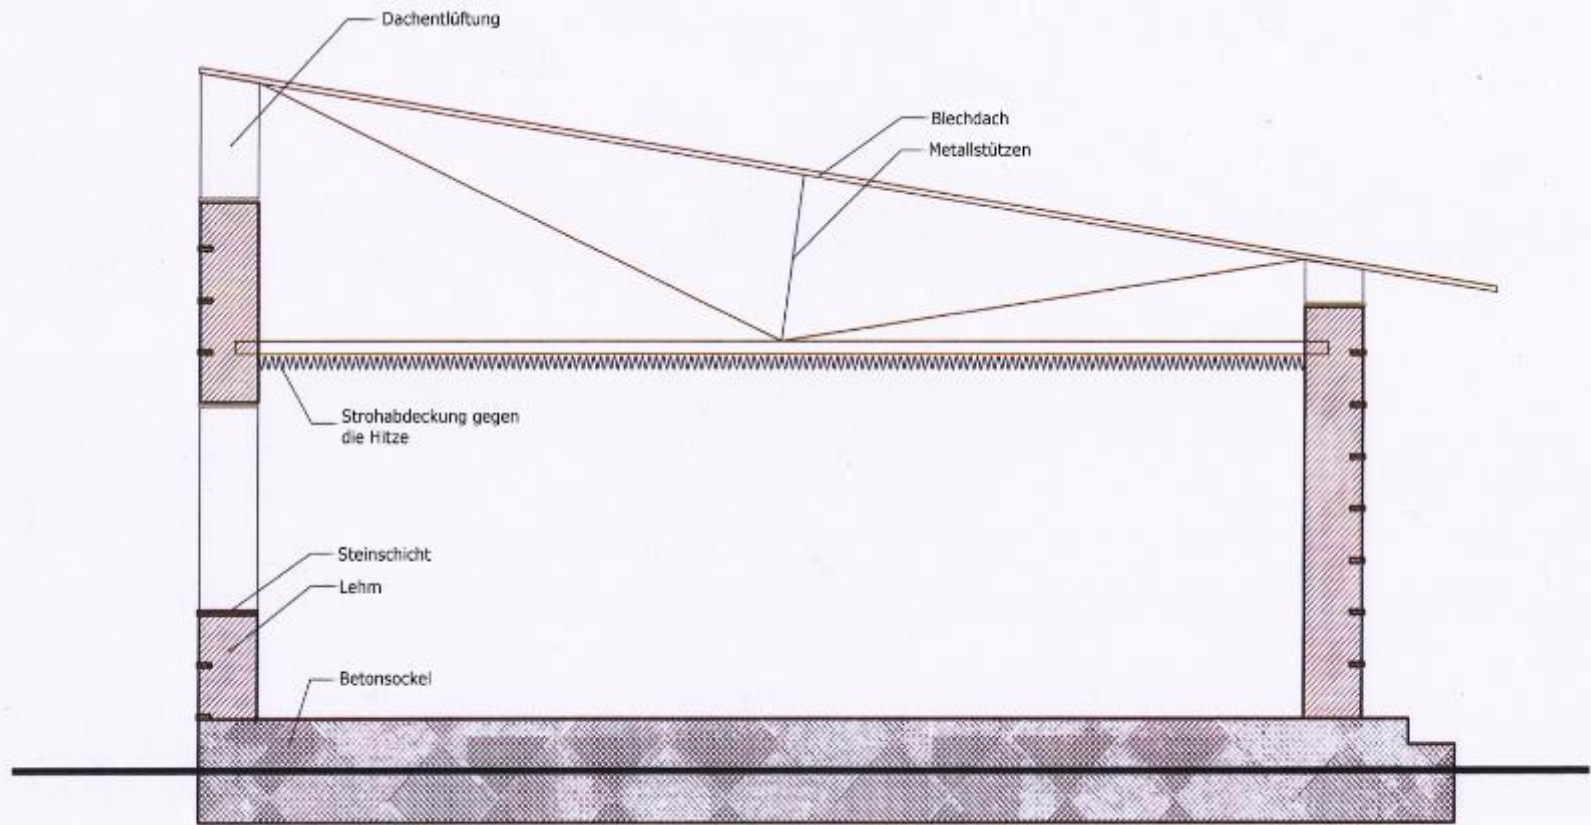 Dachentlüftung
Blechdach
Metallstützen
Strohabdeckung gegen
die Hitze
Steinschicht
Lehm
Betonsockel